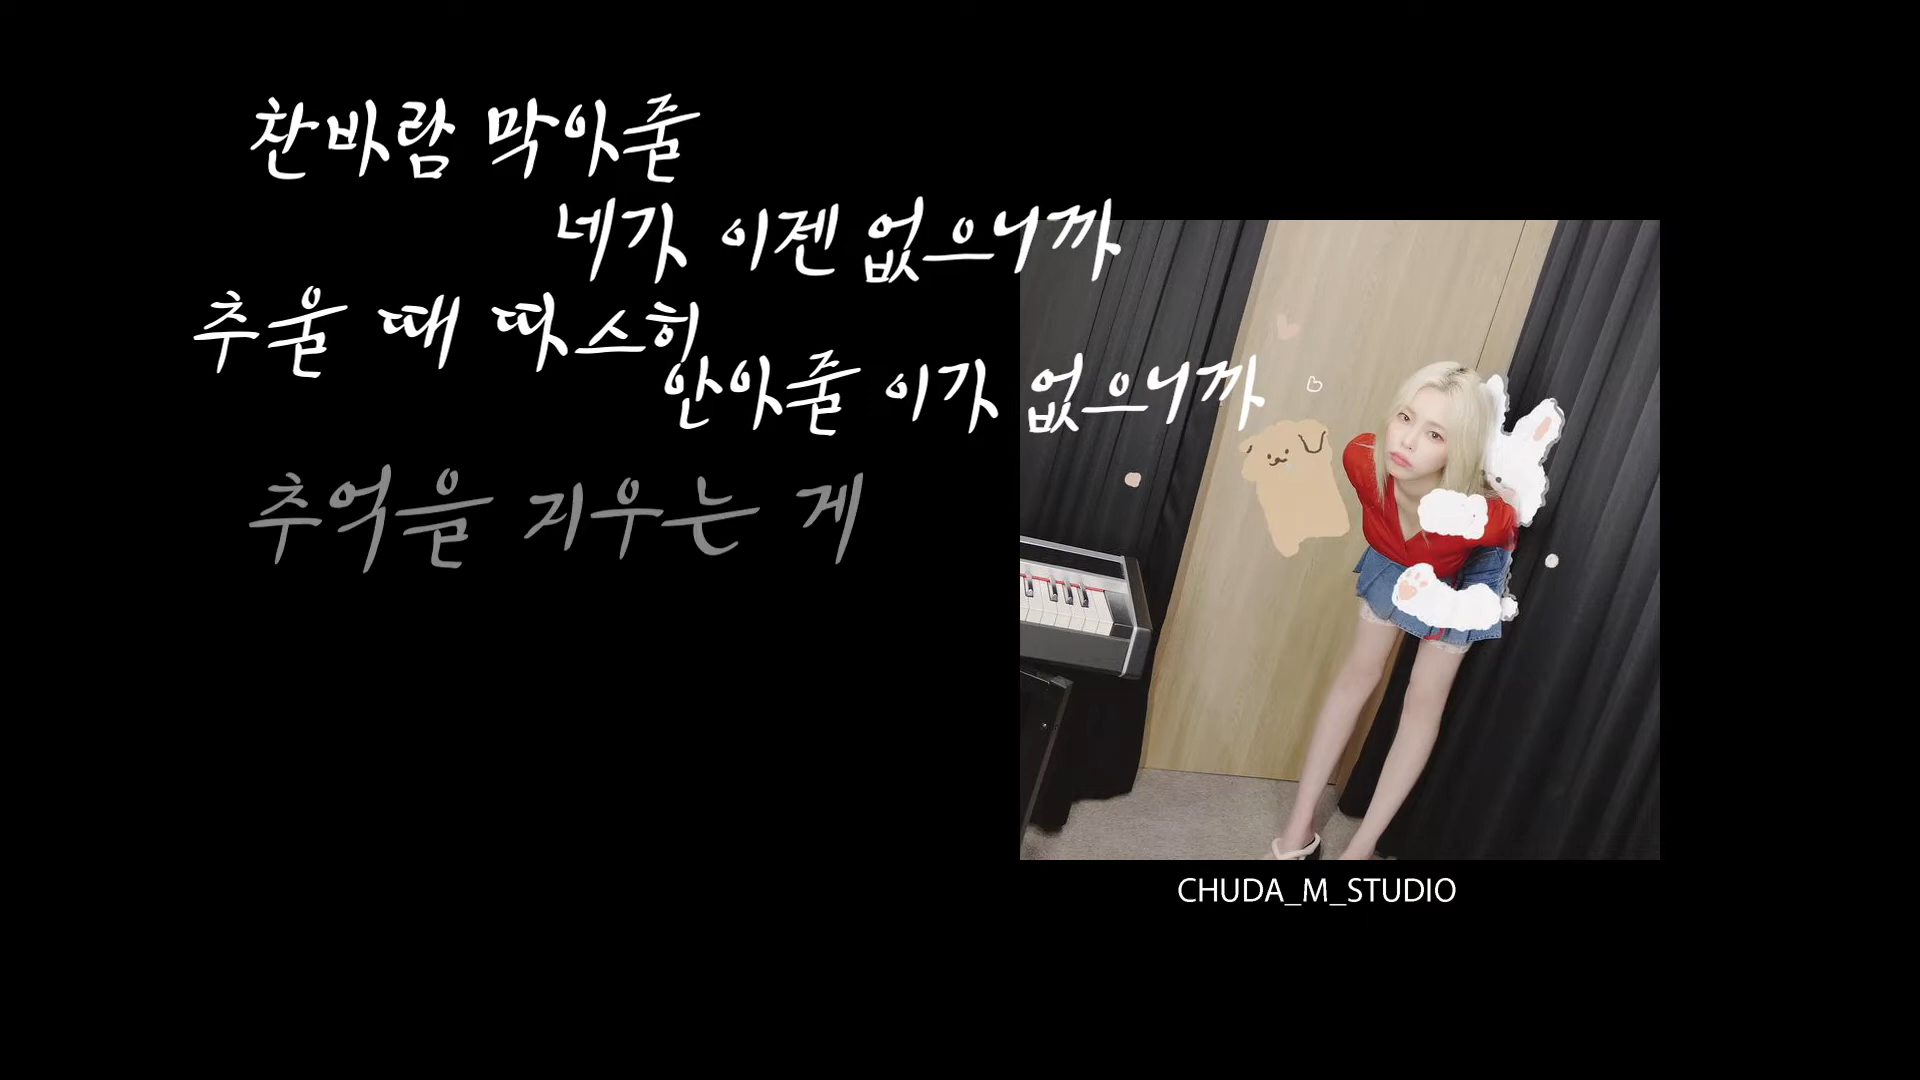 찬바람 막아줄
네가 이젠 없으니까
추울 때 따스히
안아줄 이가 없으니까
추억을 지우는 게
CHUDA_M_STUDIO